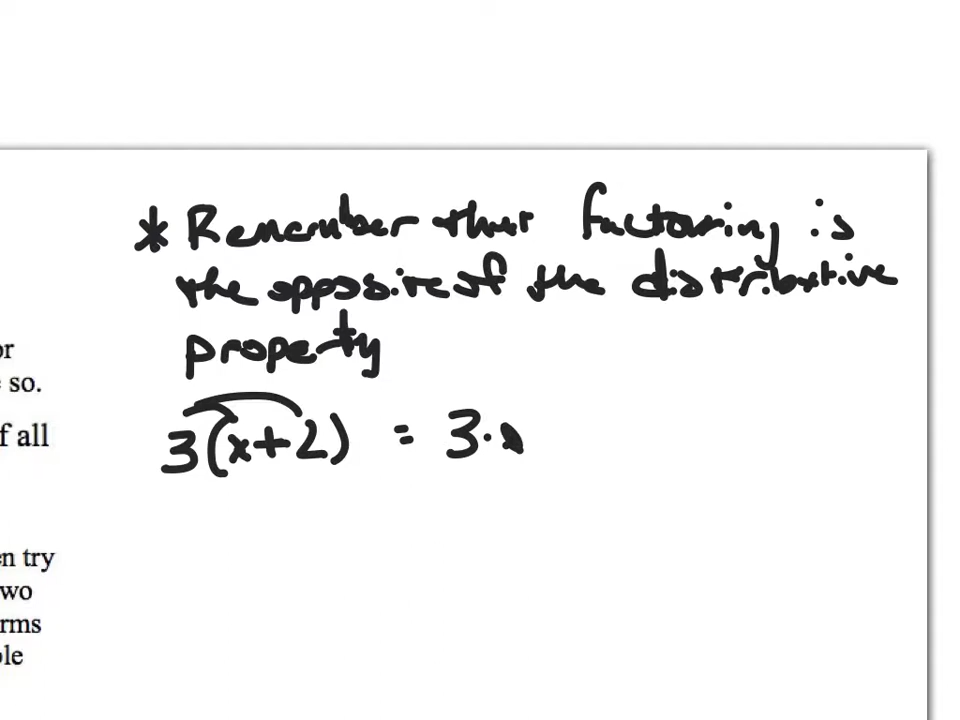 * Remember that factoring is
the opposite of the distributive
property
3(x+2) = 3·
or
so.
f all
en try
wo
rms
ole